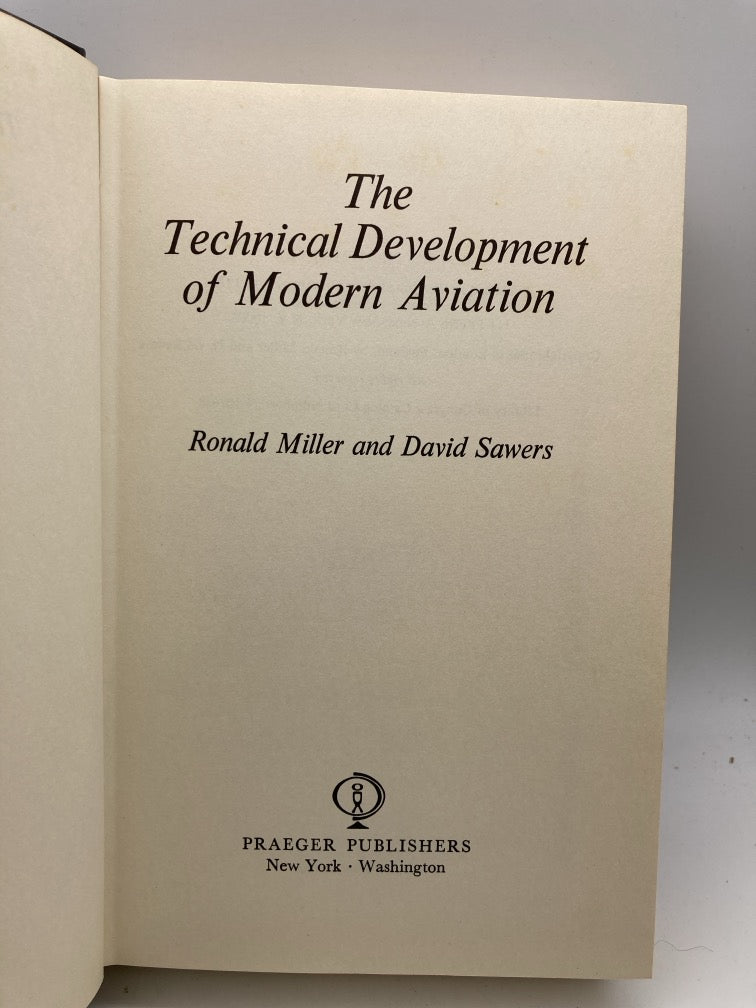 The
Technical Development
of Modern Aviation
Ronald Miller and David Sawers
PRAEGER PUBLISHERS
New York · Washington